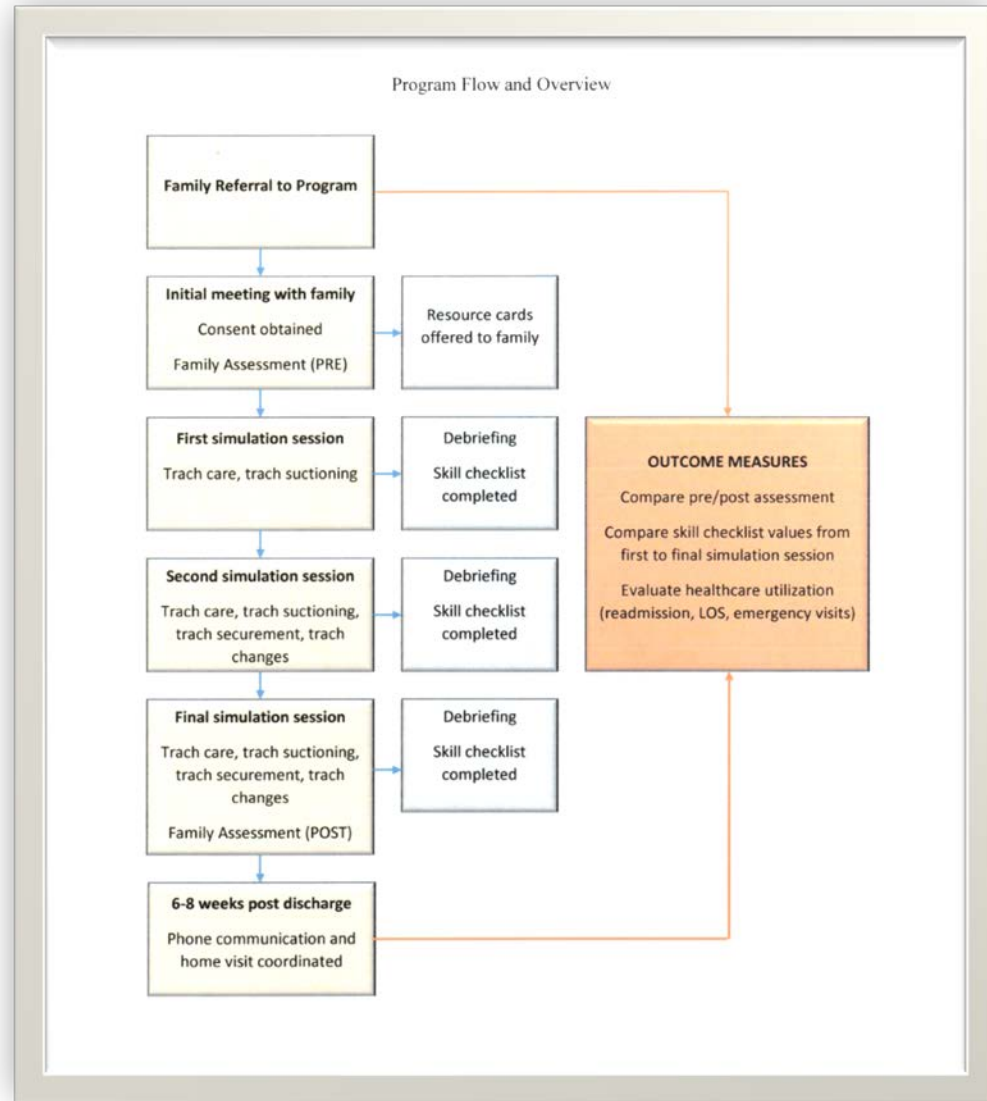 Program Flow and Overview
Family Referral to Program
Initial meeting with family
Consent obtained
Family Assessment (PRE)
Resource cards
offered to family
First simulation session
Trach care, trach suctioning
Debriefing
Skill checklist
completed
Second simulation session
Trach care, trach suctioning,
trach securement, trach
changes
Debriefing
Skill checklist
completed
Final simulation session
Trach care, trach suctioning,
trach securement, trach
changes
Family Assessment (POST)
Debriefing
Skill checklist
completed
6-8 weeks post discharge
Phone communication and
home visit coordinated
OUTCOME MEASURES
Compare pre/post assessment
Compare skill checklist values from
first to final simulation session
Evaluate healthcare utilization
(readmission, LOS, emergency visits)